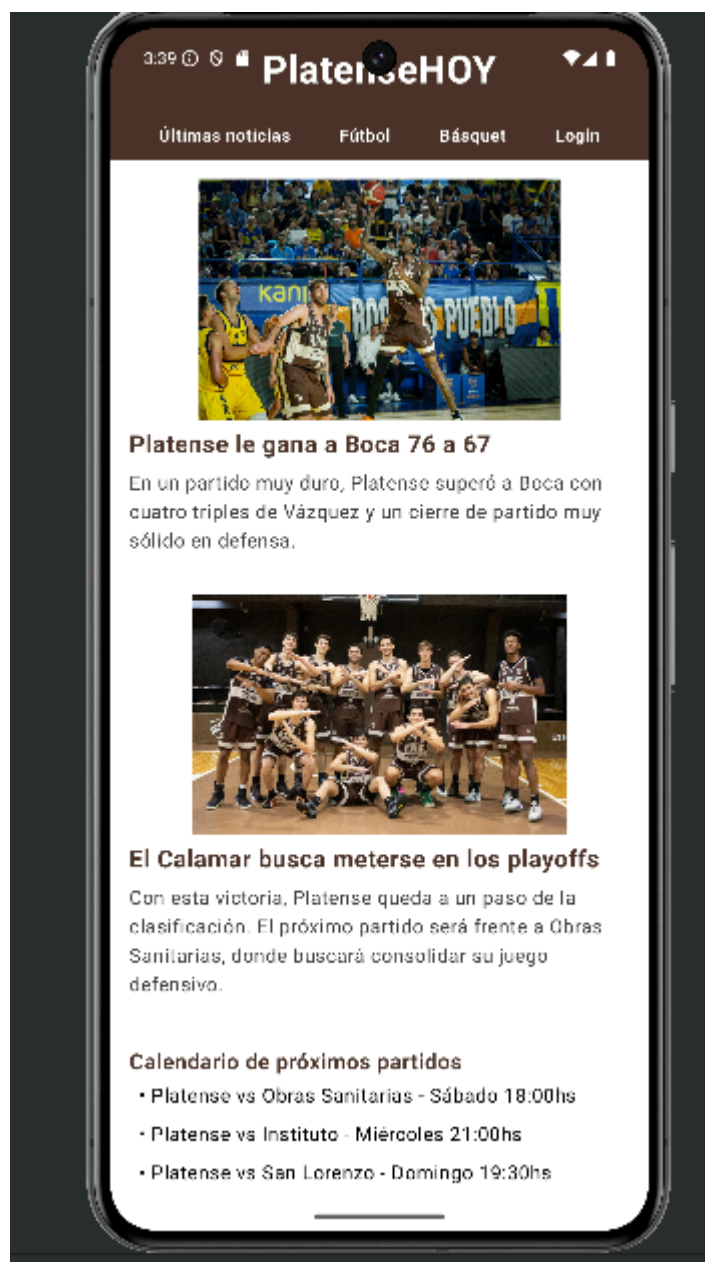 3:39
PlatenseHOY
Últimas noticias Fútbol Básquet Login
kani
BOC PUEBLO
Platense le gana a Boca 76 a 67
En un partido muy duro, Platense superó a Boca con
cuatro triples de Vázquez y un cierre de partido muy
sólido en defensa.
El Calamar busca meterse en los playoffs
Con esta victoria, Platense queda a un paso de la
clasificación. El próximo partido será frente a Obras
Sanitarias, donde buscará consolidar su juego
defensivo.
Calendario de próximos partidos
• Platense vs Obras Sanitarias - Sábado 18:00hs
• Platense vs Instituto - Miércoles 21:00hs
• Platense vs San Lorenzo - Domingo 19:30hs